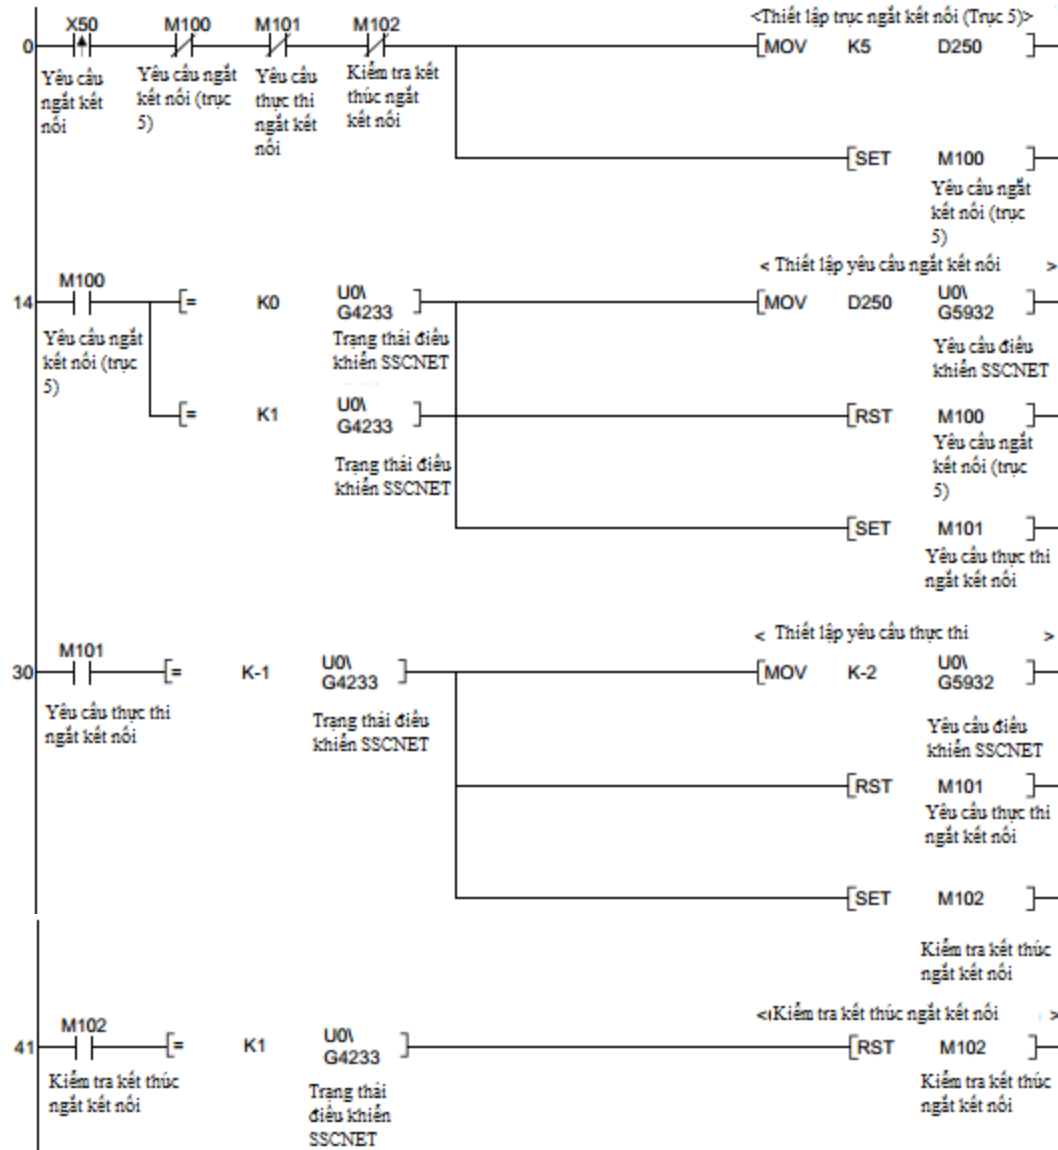 X50 M100 M101 M102
<Thiết lập trục ngắt kết nối (Trục 5)>
0
[MOV K5 D250 ]
Yêu cầu
ngắt kết
nối
Yêu cầu ngắt
kết nối (trục
5)
Yêu cầu
thực thi
ngắt kết
nối
Kiểm tra kết
thúc ngắt
kết nối
[SET M100 ]
Yêu cầu ngắt
kết nối (trục
5)
< Thiết lập yêu cầu ngắt kết nối >
M100
14
[= K0 U0\
G4233 ]
[MOV D250 U0\
G5932 ]
Yêu cầu ngắt
kết nối (trục
5)
Trạng thái điều
khiển SSCNET
Yêu cầu điều
khiển SSCNET
[= K1 U0\
G4233 ]
[RST M100 ]
Trạng thái điều
khiển SSCNET
Yêu cầu ngắt
kết nối (trục
5)
[SET M101 ]
Yêu cầu thực thi
ngắt kết nối
< Thiết lập yêu cầu thực thi >
M101
30
[= K-1 U0\
G4233 ]
[MOV K-2 U0\
G5932 ]
Yêu cầu thực thi
ngắt kết nối
Trạng thái điều
khiển SSCNET
Yêu cầu điều
khiển SSCNET
[RST M101 ]
Yêu cầu thực thi
ngắt kết nối
[SET M102 ]
Kiểm tra kết thúc
ngắt kết nối
<Kiểm tra kết thúc ngắt kết nối >
M102
41
[= K1 U0\
G4233 ]
[RST M102 ]
Kiểm tra kết thúc
ngắt kết nối
Trạng thái
điều khiển
SSCNET
Kiểm tra kết thúc
ngắt kết nối